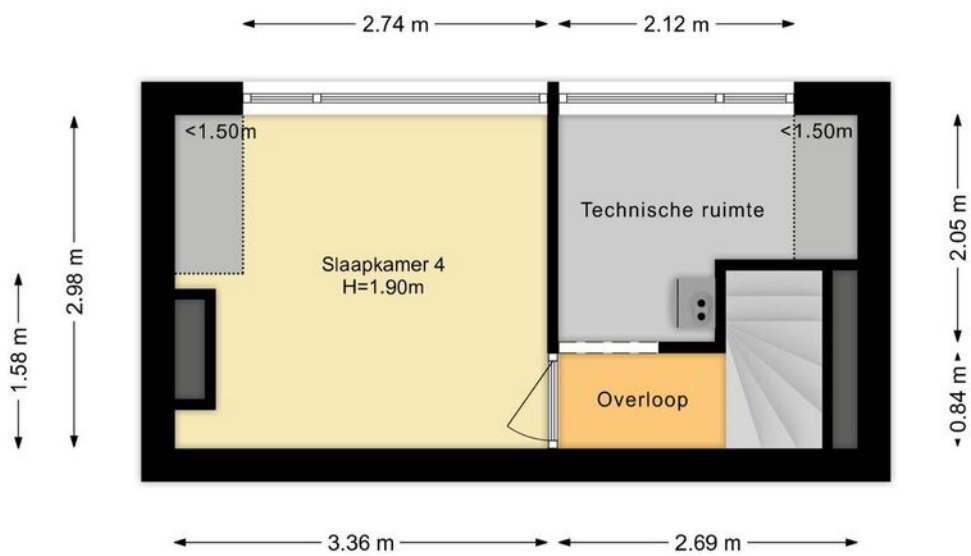 2.74 m
2.12 m
<1.50m
<1.50m
Technische ruimte
2.98 m
1.58 m
2.05 m
0.84 m
Slaapkamer 4
H=1.90m
Overloop
3.36 m
2.69 m